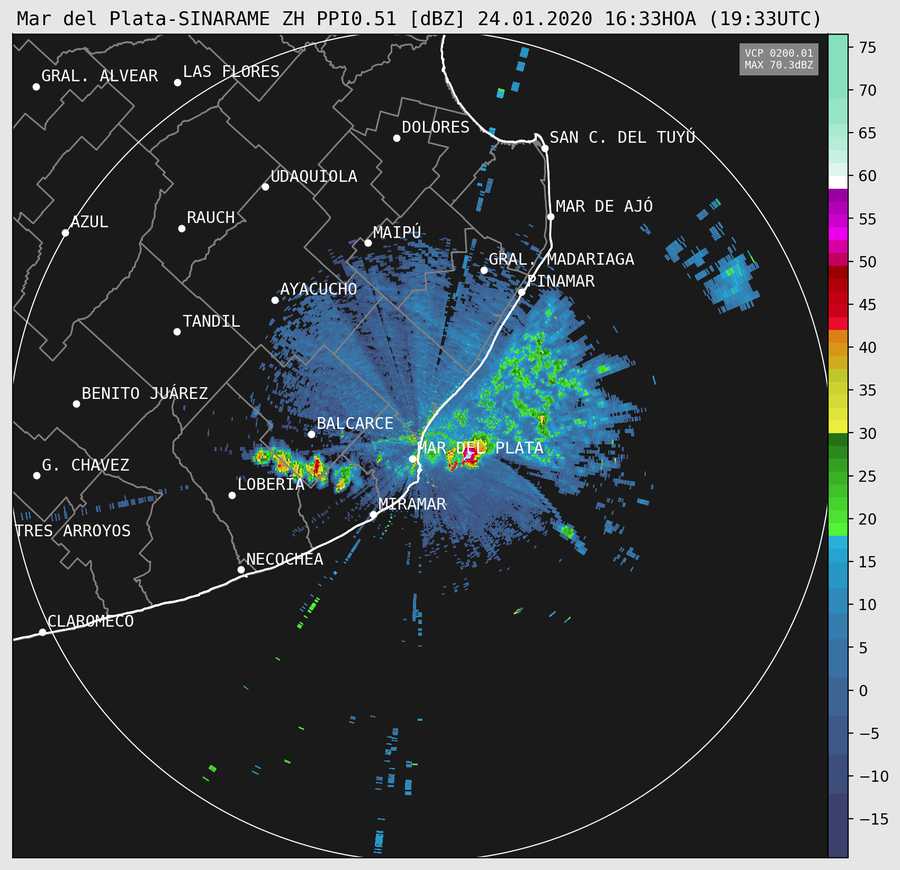 Mar del Plata-SINARAME ZH PPI0.51 [dBZ] 24.01.2020 16:33HOA (19:33UTC)
VCP 0200.01
MAX 70.3dBZ
75
70
65
60
55
50
45
40
35
30
25
20
15
10
5
0
−5
−10
−15
GRAL. ALVEAR
LAS FLORES
DOLORES
SAN C. DEL TUYÚ
UDAQUIOLA
MAR DE AJÓ
RAUCH
AZUL
MAIPÚ
GRAL. MADARIAGA
PINAMAR
AYACUCHO
TANDIL
BENITO JUÁREZ
BALCARCE
MAR DEL PLATA
G. CHAVEZ
LOBERÍA
MIRAMAR
TRES ARROYOS
NECOCHEA
CLAROMECO